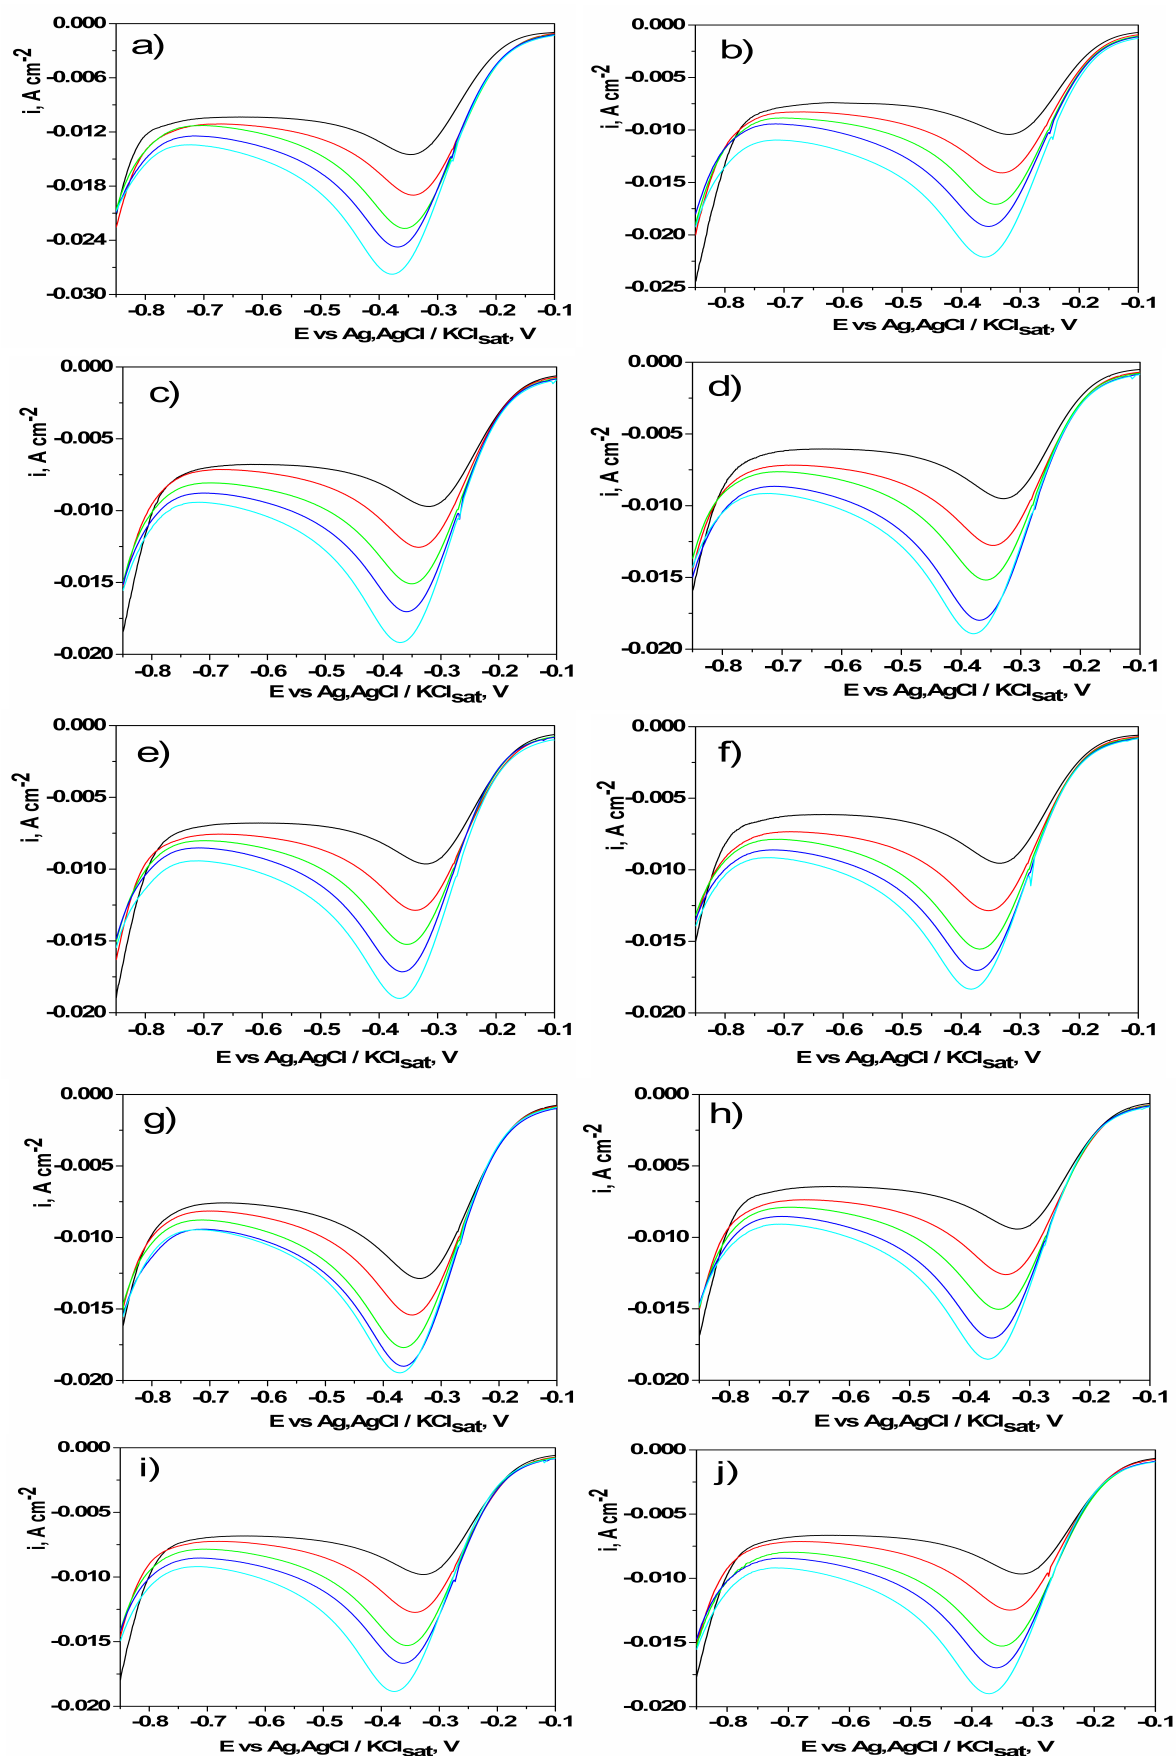 a)
0.000
-0.006
-0.012
-0.018
-0.024
-0.030
i, A cm-2
-0.8 -0.7 -0.6 -0.5 -0.4 -0.3 -0.2 -0.1
E vs Ag,AgCl / KClsat, V
b)
0.000
-0.005
-0.010
-0.015
-0.020
-0.025
i, A cm-2
-0.8 -0.7 -0.6 -0.5 -0.4 -0.3 -0.2 -0.1
E vs Ag,AgCl / KClsat, V
c)
0.000
-0.005
-0.010
-0.015
-0.020
i, A cm-2
-0.8 -0.7 -0.6 -0.5 -0.4 -0.3 -0.2 -0.1
E vs Ag,AgCl / KClsat, V
d)
0.000
-0.005
-0.010
-0.015
-0.020
i, A cm-2
-0.8 -0.7 -0.6 -0.5 -0.4 -0.3 -0.2 -0.1
E vs Ag,AgCl / KClsat, V
e)
0.000
-0.005
-0.010
-0.015
-0.020
i, A cm-2
-0.8 -0.7 -0.6 -0.5 -0.4 -0.3 -0.2 -0.1
E vs Ag,AgCl / KClsat, V
f)
0.000
-0.005
-0.010
-0.015
-0.020
i, A cm-2
-0.8 -0.7 -0.6 -0.5 -0.4 -0.3 -0.2 -0.1
E vs Ag,AgCl / KClsat, V
g)
0.000
-0.005
-0.010
-0.015
-0.020
i, A cm-2
-0.8 -0.7 -0.6 -0.5 -0.4 -0.3 -0.2 -0.1
E vs Ag,AgCl / KClsat, V
h)
0.000
-0.005
-0.010
-0.015
-0.020
i, A cm-2
-0.8 -0.7 -0.6 -0.5 -0.4 -0.3 -0.2 -0.1
E vs Ag,AgCl / KClsat, V
i)
0.000
-0.005
-0.010
-0.015
-0.020
i, A cm-2
-0.8 -0.7 -0.6 -0.5 -0.4 -0.3 -0.2 -0.1
E vs Ag,AgCl / KClsat, V
j)
0.000
-0.005
-0.010
-0.015
-0.020
i, A cm-2
-0.8 -0.7 -0.6 -0.5 -0.4 -0.3 -0.2 -0.1
E vs Ag,AgCl / KClsat, V